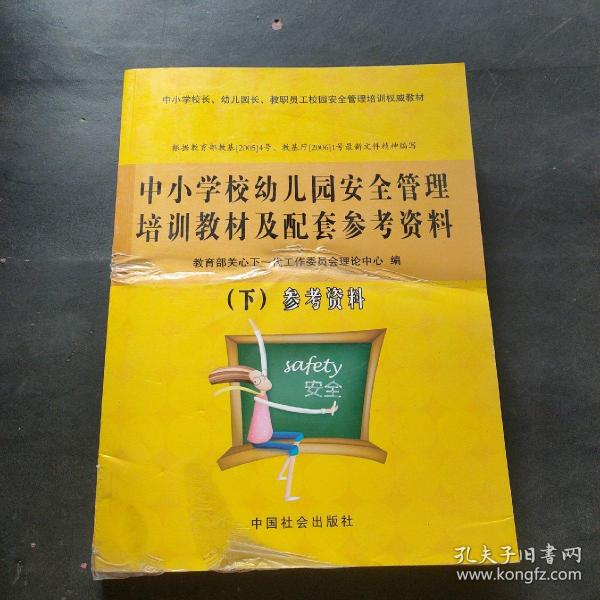 中小学校长、幼儿园长、教职员工校园安全管理培训权威教材
根据教育部教基[2005]4号、教基厅[2006]1号最新文件精神编写
中小学校幼儿园安全管理
培训教材及配套参考资料
教育部关心下一代工作委员会理论中心 编
(下)参考资料
safety
安全
中国社会出版社
孔夫子旧书网
www.kongfz.com